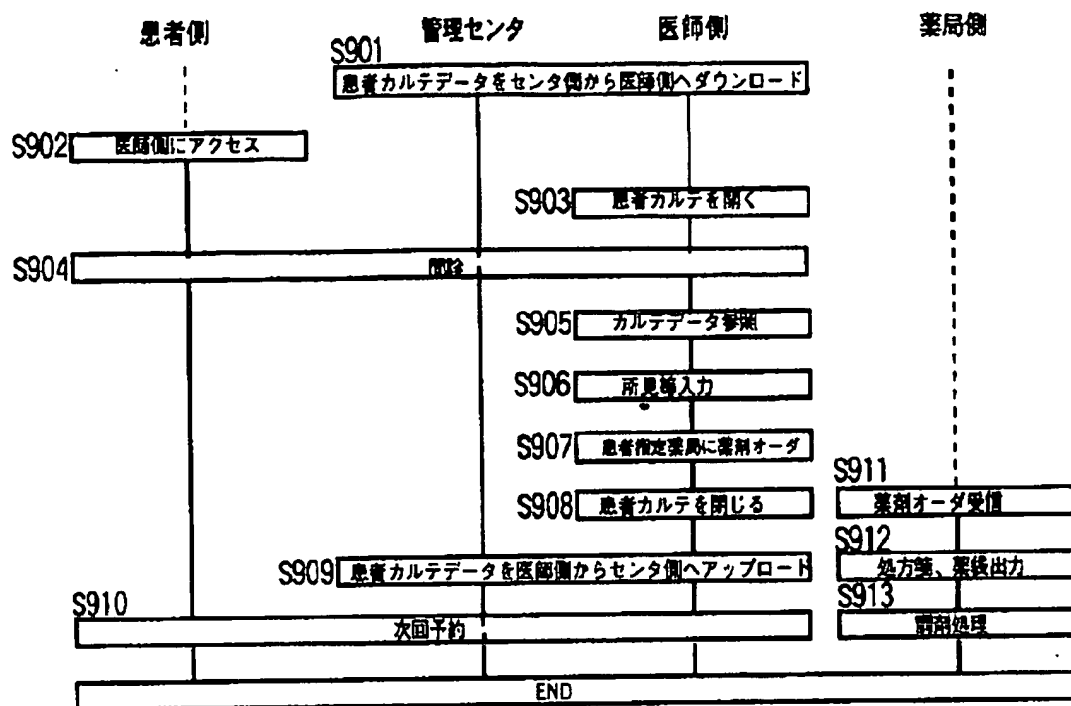 患者側
管理センタ
医師側
薬局側
S901
患者カルテデータをセンタ側から医師側へダウンロード
S902
医師側にアクセス
S903
患者カルテを開く
S904
問診
S905
カルテデータ参照
S906
所見等入力
S907
患者指定薬局に薬剤オーダ
S911
S908
患者カルテを閉じる
薬剤オーダ受信
S912
S909
患者カルテデータを医師側からセンタ側へアップロード
処方箋、薬袋出力
S910
S913
次回予約
調剤処理
END